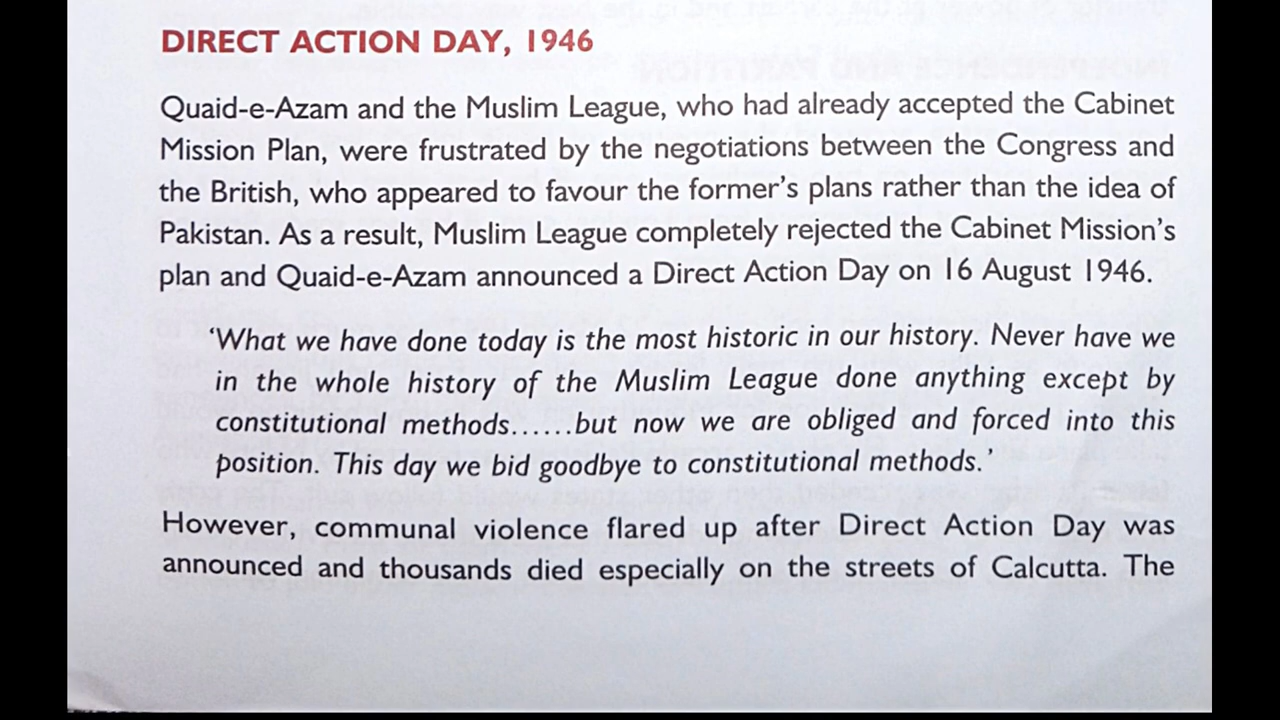 DIRECT ACTION DAY, 1946
Quaid-e-Azam and the Muslim League, who had already accepted the Cabinet
Mission Plan, were frustrated by the negotiations between the Congress and
the British, who appeared to favour the former's plans rather than the idea of
Pakistan. As a result, Muslim League completely rejected the Cabinet Mission's
plan and Quaid-e-Azam announced a Direct Action Day on 16 August 1946.
‘What we have done today is the most historic in our history. Never have we
in the whole history of the Muslim League done anything except by
constitutional methods......but now we are obliged and forced into this
position. This day we bid goodbye to constitutional methods.’
However, communal violence flared up after Direct Action Day was
announced and thousands died especially on the streets of Calcutta. The